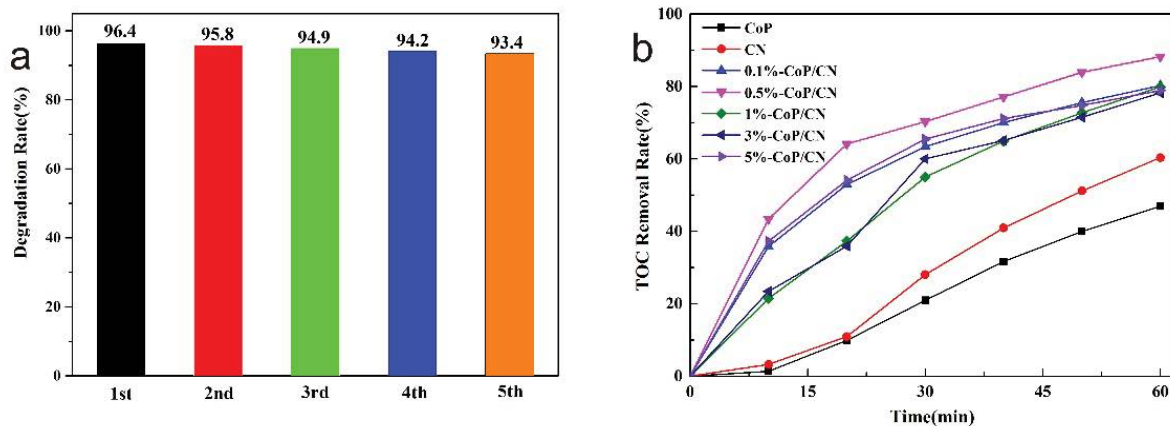 a
Degradation Rate(%)
100
80
60
40
20
0
96.4
95.8
94.9
94.2
93.4
1st
2nd
3rd
4th
5th
b
TOC Removal Rate(%)
100
80
60
40
20
0
CoP
CN
0.1%-CoP/CN
0.5%-CoP/CN
1%-CoP/CN
3%-CoP/CN
5%-CoP/CN
0
15
30
45
60
Time(min)